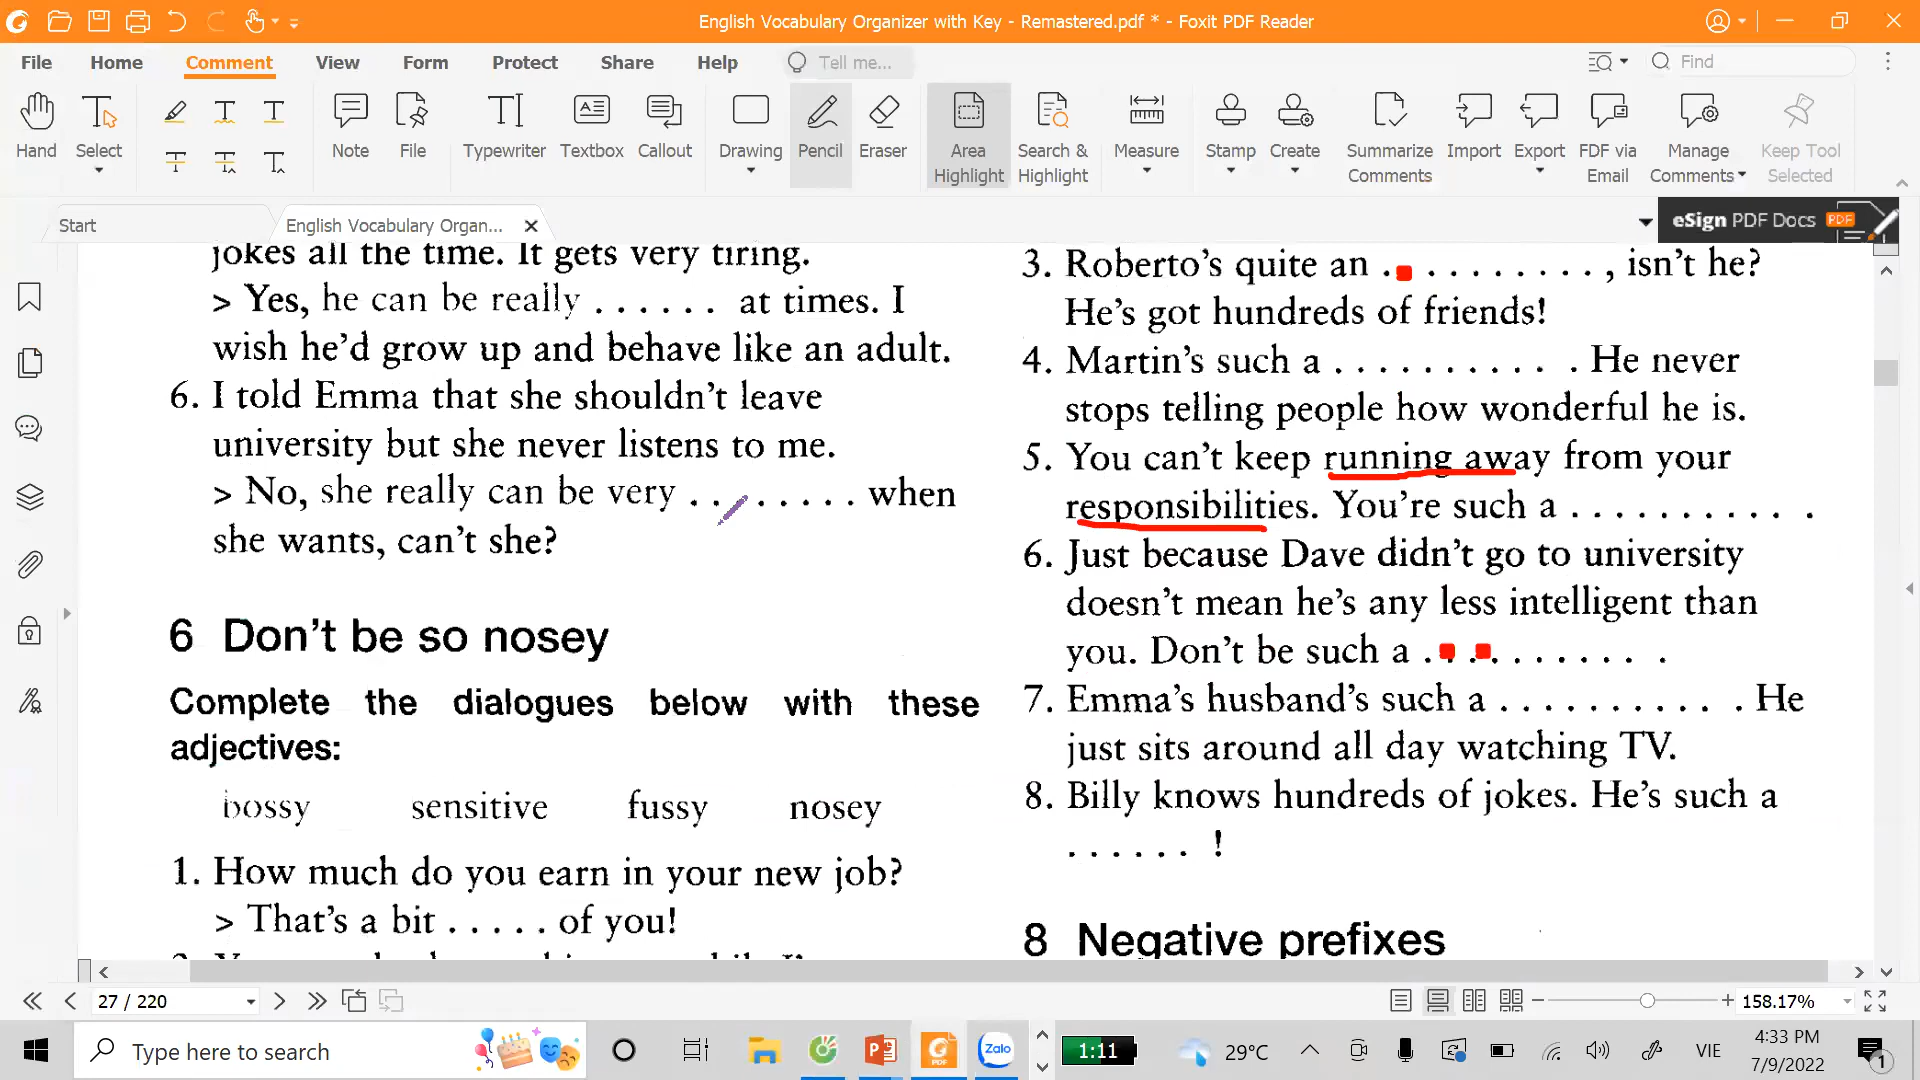 English Vocabulary Organizer with Key - Remastered.pdf * - Foxit PDF Reader
File Home Comment View Form Protect Share Help Tell me... Find
Hand Select Note File Typewriter Textbox Callout Drawing Pencil Eraser Area Highlight Search & Highlight Measure Stamp Create Summarize Comments Import Export FDF via Email Manage Comments Keep Tool Selected
Start English Vocabulary Organ... eSign PDF Docs PDF
jokes all the time. It gets very tiring.
> Yes, he can be really . . . . . . at times. I
wish he'd grow up and behave like an adult.
6. I told Emma that she shouldn't leave
university but she never listens to me.
> No, she really can be very . . . . . . . . when
she wants, can't she?
6 Don't be so nosey
Complete the dialogues below with these
adjectives:
bossy sensitive fussy nosey
1. How much do you earn in your new job?
> That's a bit . . . . . of you!
3. Roberto's quite an . . . . . . . . . . , isn't he?
He's got hundreds of friends!
4. Martin's such a . . . . . . . . . . . He never
stops telling people how wonderful he is.
5. You can't keep running away from your
responsibilities. You're such a . . . . . . . . . . .
6. Just because Dave didn't go to university
doesn't mean he's any less intelligent than
you. Don't be such a . . . . . . . . . . .
7. Emma's husband's such a . . . . . . . . . . . He
just sits around all day watching TV.
8. Billy knows hundreds of jokes. He's such a
. . . . . . !
8 Negative prefixes
27 / 220 158.17%
Type here to search Zalo 1:11 29°C VIE 4:33 PM
7/9/2022 1